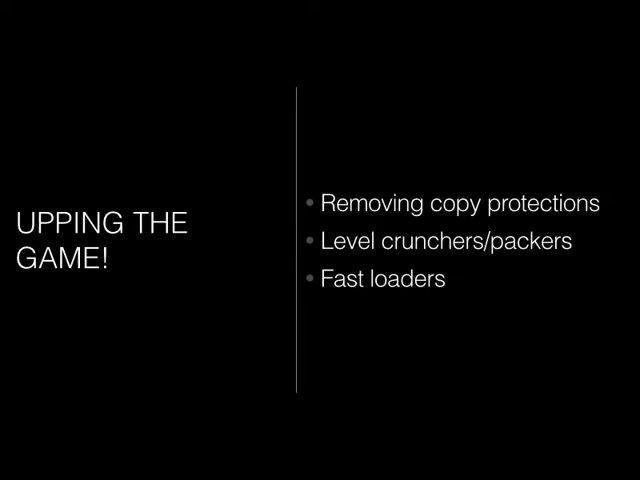 UPPING THE
GAME!
• Removing copy protections
• Level crunchers/packers
• Fast loaders